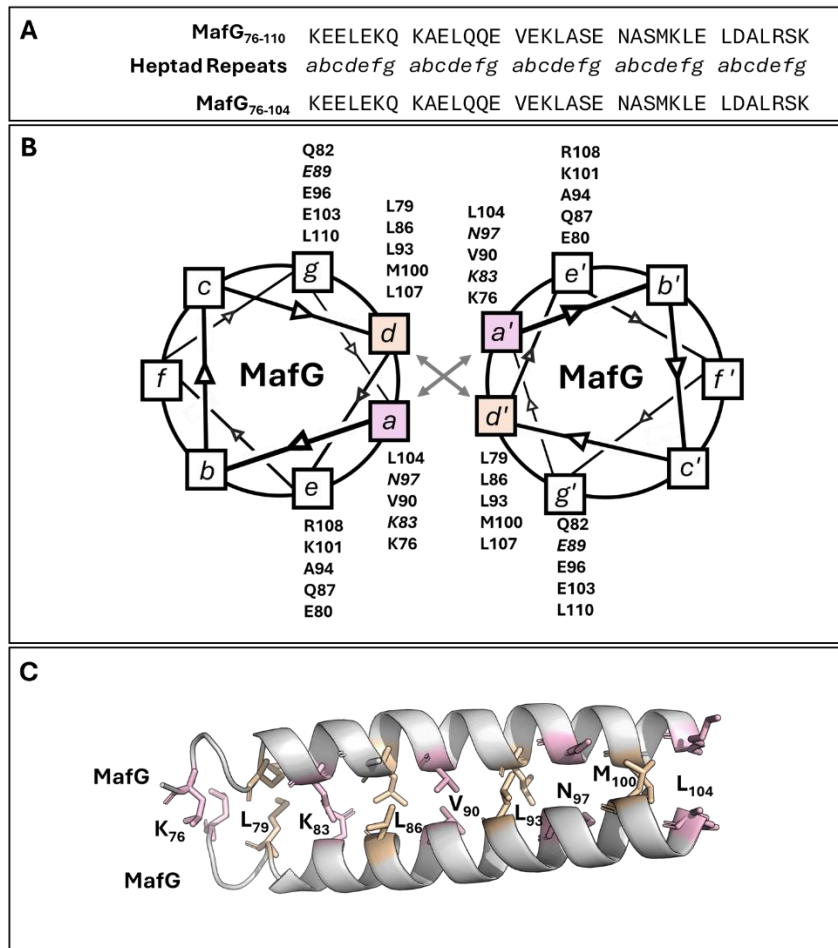 A
MafG76-110 KEELEKQ KAELQQE VEKLASE NASMKLE LDALRSK
Heptad Repeats abcdefg abcdefg abcdefg abcdefg abcdefg
MafG76-104 KEELEKQ KAELQQE VEKLASE NASMKLE LDALRSK
B
Q82
E89
E96
E103
L110
L79
L86
L93
M100
L107
L104
N97
V90
K83
K76
R108
K101
A94
Q87
E80
g
c
d
f
MafG
a
b
e
e'
b'
a'
f'
MafG
d'
c'
g'
R108
K101
A94
Q87
E80
L104
N97
V90
K83
K76
L79
L86
L93
M100
L107
Q82
E89
E96
E103
L110
C
MafG
K76
L79
K83
L86
V90
L93
N97
M100
L104
MafG